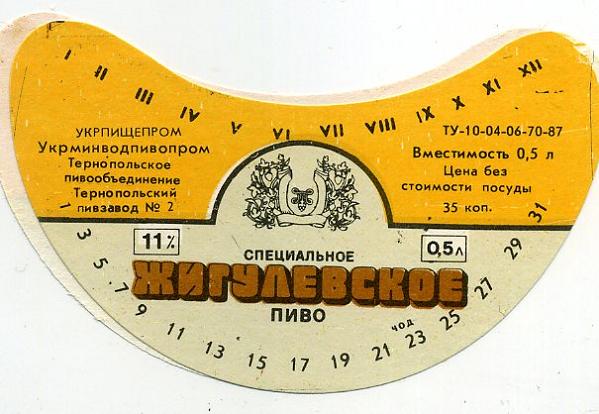 I II III IV V VI VII VIII IX X XI XII
УКРПИЩЕПРОМ
Укрминводпивопром
Тернопольское
пивообъединение
Тернопольский
пивзавод № 2
ТУ-10-04-06-70-87
Вместимость 0,5 л
Цена без
стоимости посуды
35 коп.
11%
СПЕЦИАЛЬНОЕ
0,5л
ЖИГУЛЕВСКОЕ
ПИВО
1 3 5 7 9 11 13 15 17 19 21 23 25 27 29 31
чод